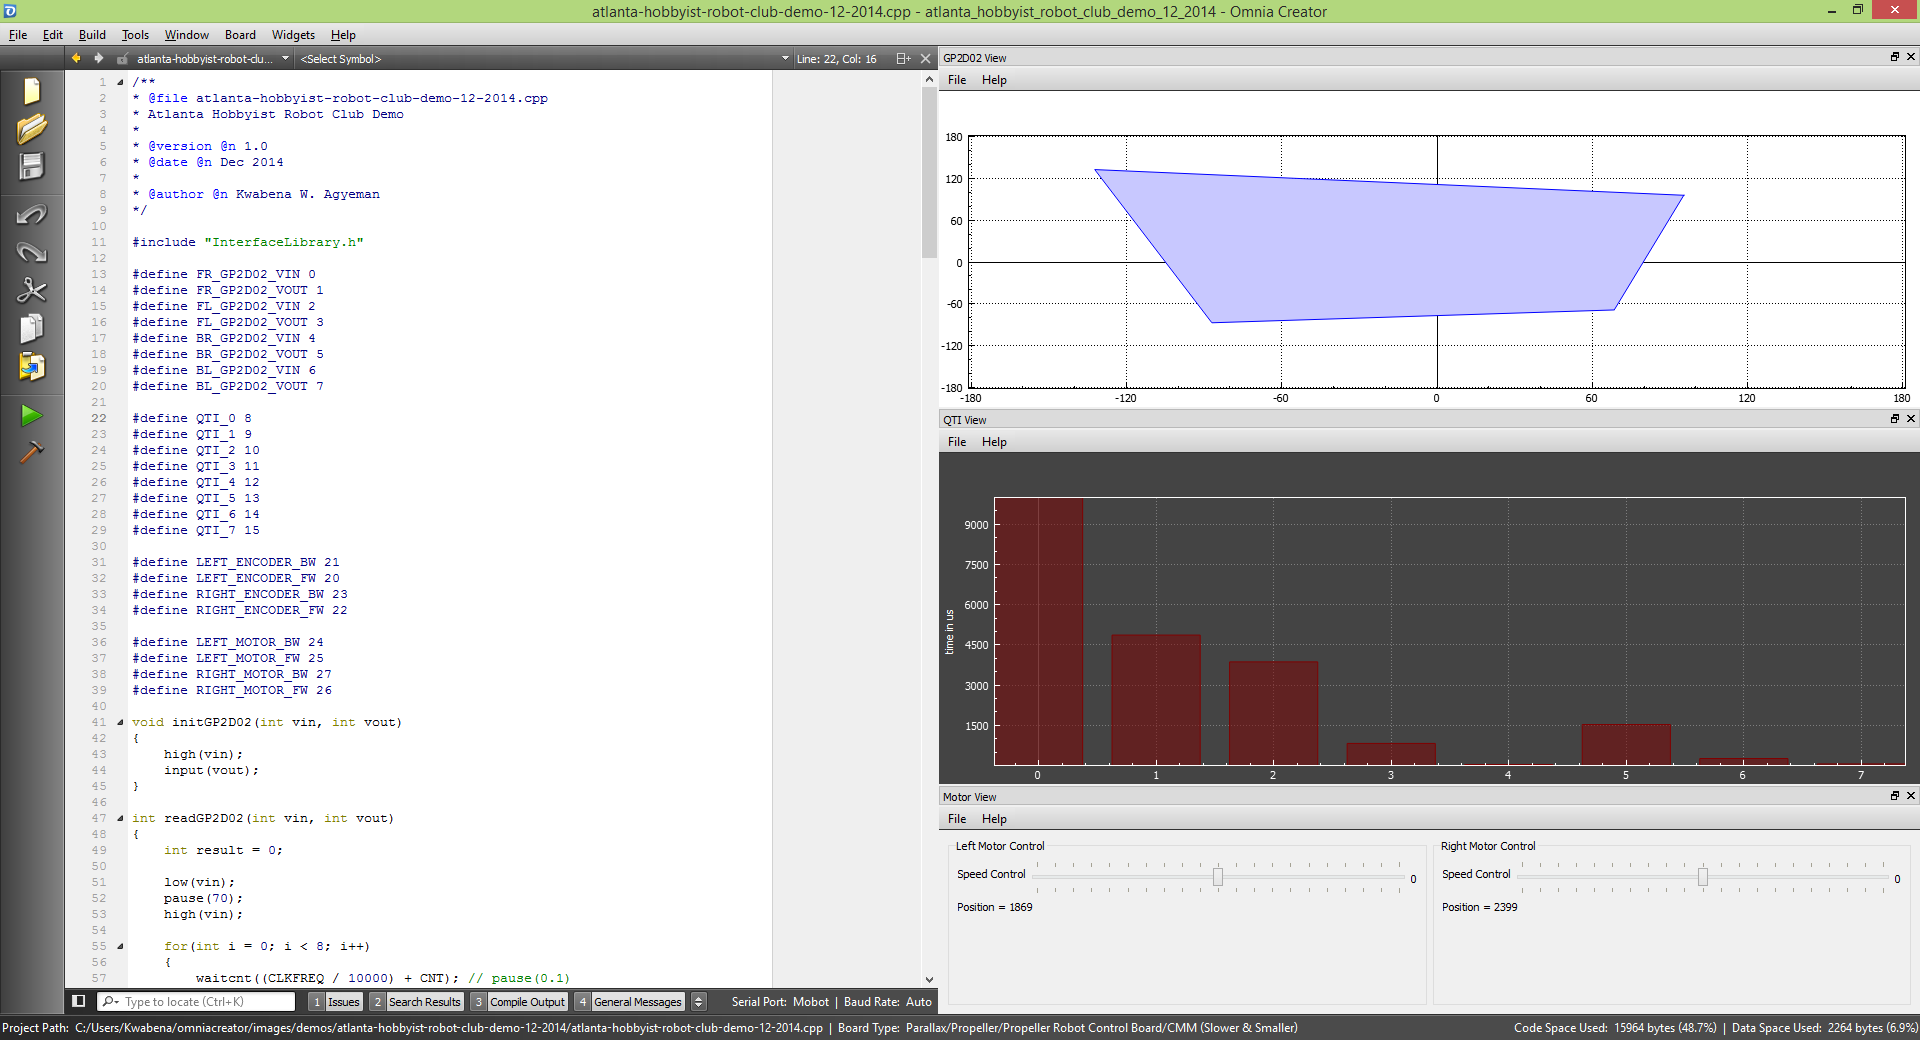 atlanta-hobbyist-robot-club-demo-12-2014.cpp - atlanta_hobbyist_robot_club_demo_12_2014 - Omnia Creator
File Edit Build Tools Window Board Widgets Help
atlanta-hobbyist-robot-clu... <Select Symbol> Line: 22, Col: 16
1 /**
2 * @file atlanta-hobbyist-robot-club-demo-12-2014.cpp
3 * Atlanta Hobbyist Robot Club Demo
4 *
5 * @version @n 1.0
6 * @date @n Dec 2014
7 *
8 * @author @n Kwabena W. Agyeman
9 */
10
11 #include "InterfaceLibrary.h"
12
13 #define FR_GP2D02_VIN 0
14 #define FR_GP2D02_VOUT 1
15 #define FL_GP2D02_VIN 2
16 #define FL_GP2D02_VOUT 3
17 #define BR_GP2D02_VIN 4
18 #define BR_GP2D02_VOUT 5
19 #define BL_GP2D02_VIN 6
20 #define BL_GP2D02_VOUT 7
21
22 #define QTI_0 8
23 #define QTI_1 9
24 #define QTI_2 10
25 #define QTI_3 11
26 #define QTI_4 12
27 #define QTI_5 13
28 #define QTI_6 14
29 #define QTI_7 15
30
31 #define LEFT_ENCODER_BW 21
32 #define LEFT_ENCODER_FW 20
33 #define RIGHT_ENCODER_BW 23
34 #define RIGHT_ENCODER_FW 22
35
36 #define LEFT_MOTOR_BW 24
37 #define LEFT_MOTOR_FW 25
38 #define RIGHT_MOTOR_BW 27
39 #define RIGHT_MOTOR_FW 26
40
41 void initGP2D02(int vin, int vout)
42 {
43 high(vin);
44 input(vout);
45 }
46
47 int readGP2D02(int vin, int vout)
48 {
49 int result = 0;
50
51 low(vin);
52 pause(70);
53 high(vin);
54
55 for(int i = 0; i < 8; i++)
56 {
57 waitcnt((CLKFREQ / 10000) + CNT); // pause(0.1)
Type to locate (Ctrl+K) 1 Issues 2 Search Results 3 Compile Output 4 General Messages Serial Port: Mobot | Baud Rate: Auto
GP2D02 View
File Help
180
120
60
0
-60
-120
-180
-180 -120 -60 0 60 120 180
QTI View
File Help
time in us
9000
7500
6000
4500
3000
1500
0 1 2 3 4 5 6 7
Motor View
File Help
Left Motor Control
Speed Control 0
Position = 1869
Right Motor Control
Speed Control 0
Position = 2399
Project Path: C:/Users/Kwabena/omniacreator/images/demos/atlanta-hobbyist-robot-club-demo-12-2014/atlanta-hobbyist-robot-club-demo-12-2014.cpp | Board Type: Parallax/Propeller/Propeller Robot Control Board/CMM (Slower & Smaller) Code Space Used: 15964 bytes (48.7%) | Data Space Used: 2264 bytes (6.9%)